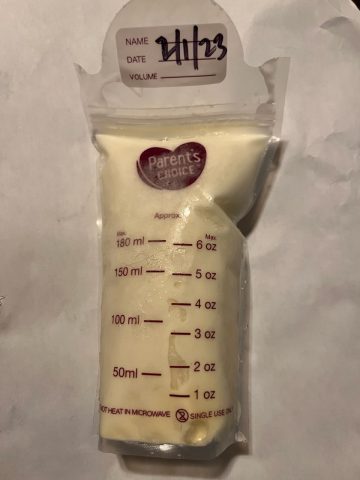 NAME
DATE 2/1/23
VOLUME
Parent's
CHOICE
Approx.
Max. Max.
180 ml 6 oz
150 ml 5 oz
4 oz
100 ml
3 oz
2 oz
50ml
1 oz
NOT HEAT IN MICROWAVE 2 SINGLE USE ONLY